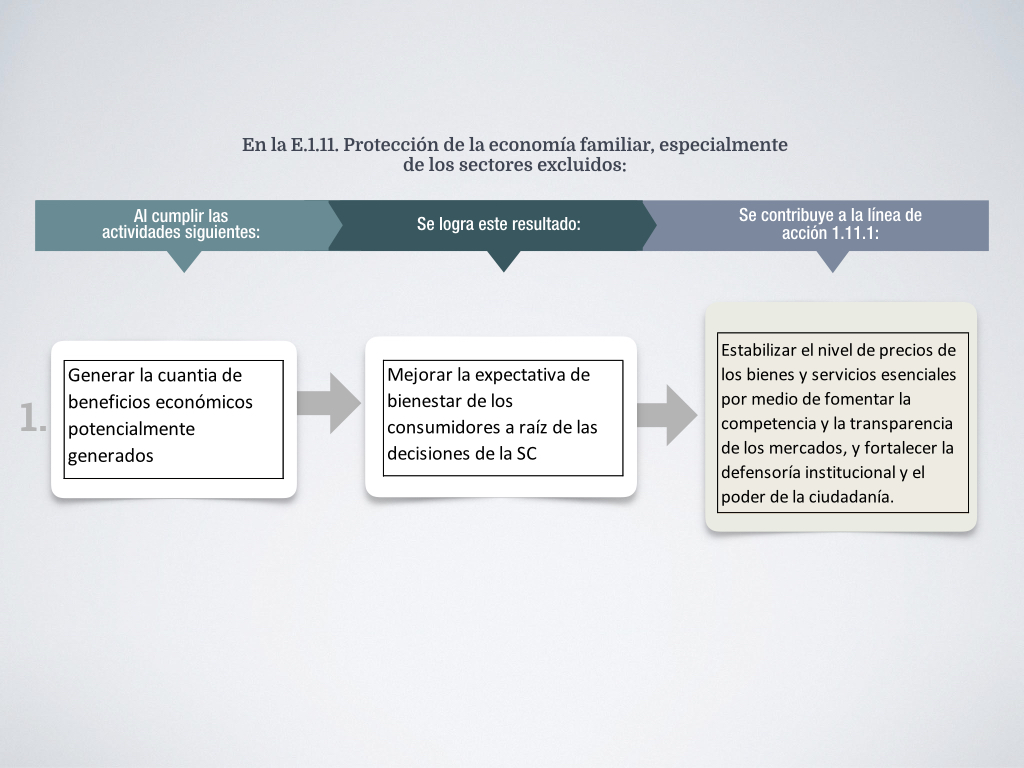 En la E.1.11. Protección de la economía familiar, especialmente
de los sectores excluidos:
Al cumplir las
actividades siguientes:
Se logra este resultado:
Se contribuye a la línea de
acción 1.11.1:
1.
Generar la cuantia de
beneficios económicos
potencialmente
generados
Mejorar la expectativa de
bienestar de los
consumidores a raíz de las
decisiones de la SC
Estabilizar el nivel de precios de
los bienes y servicios esenciales
por medio de fomentar la
competencia y la transparencia
de los mercados, y fortalecer la
defensoría institucional y el
poder de la ciudadanía.